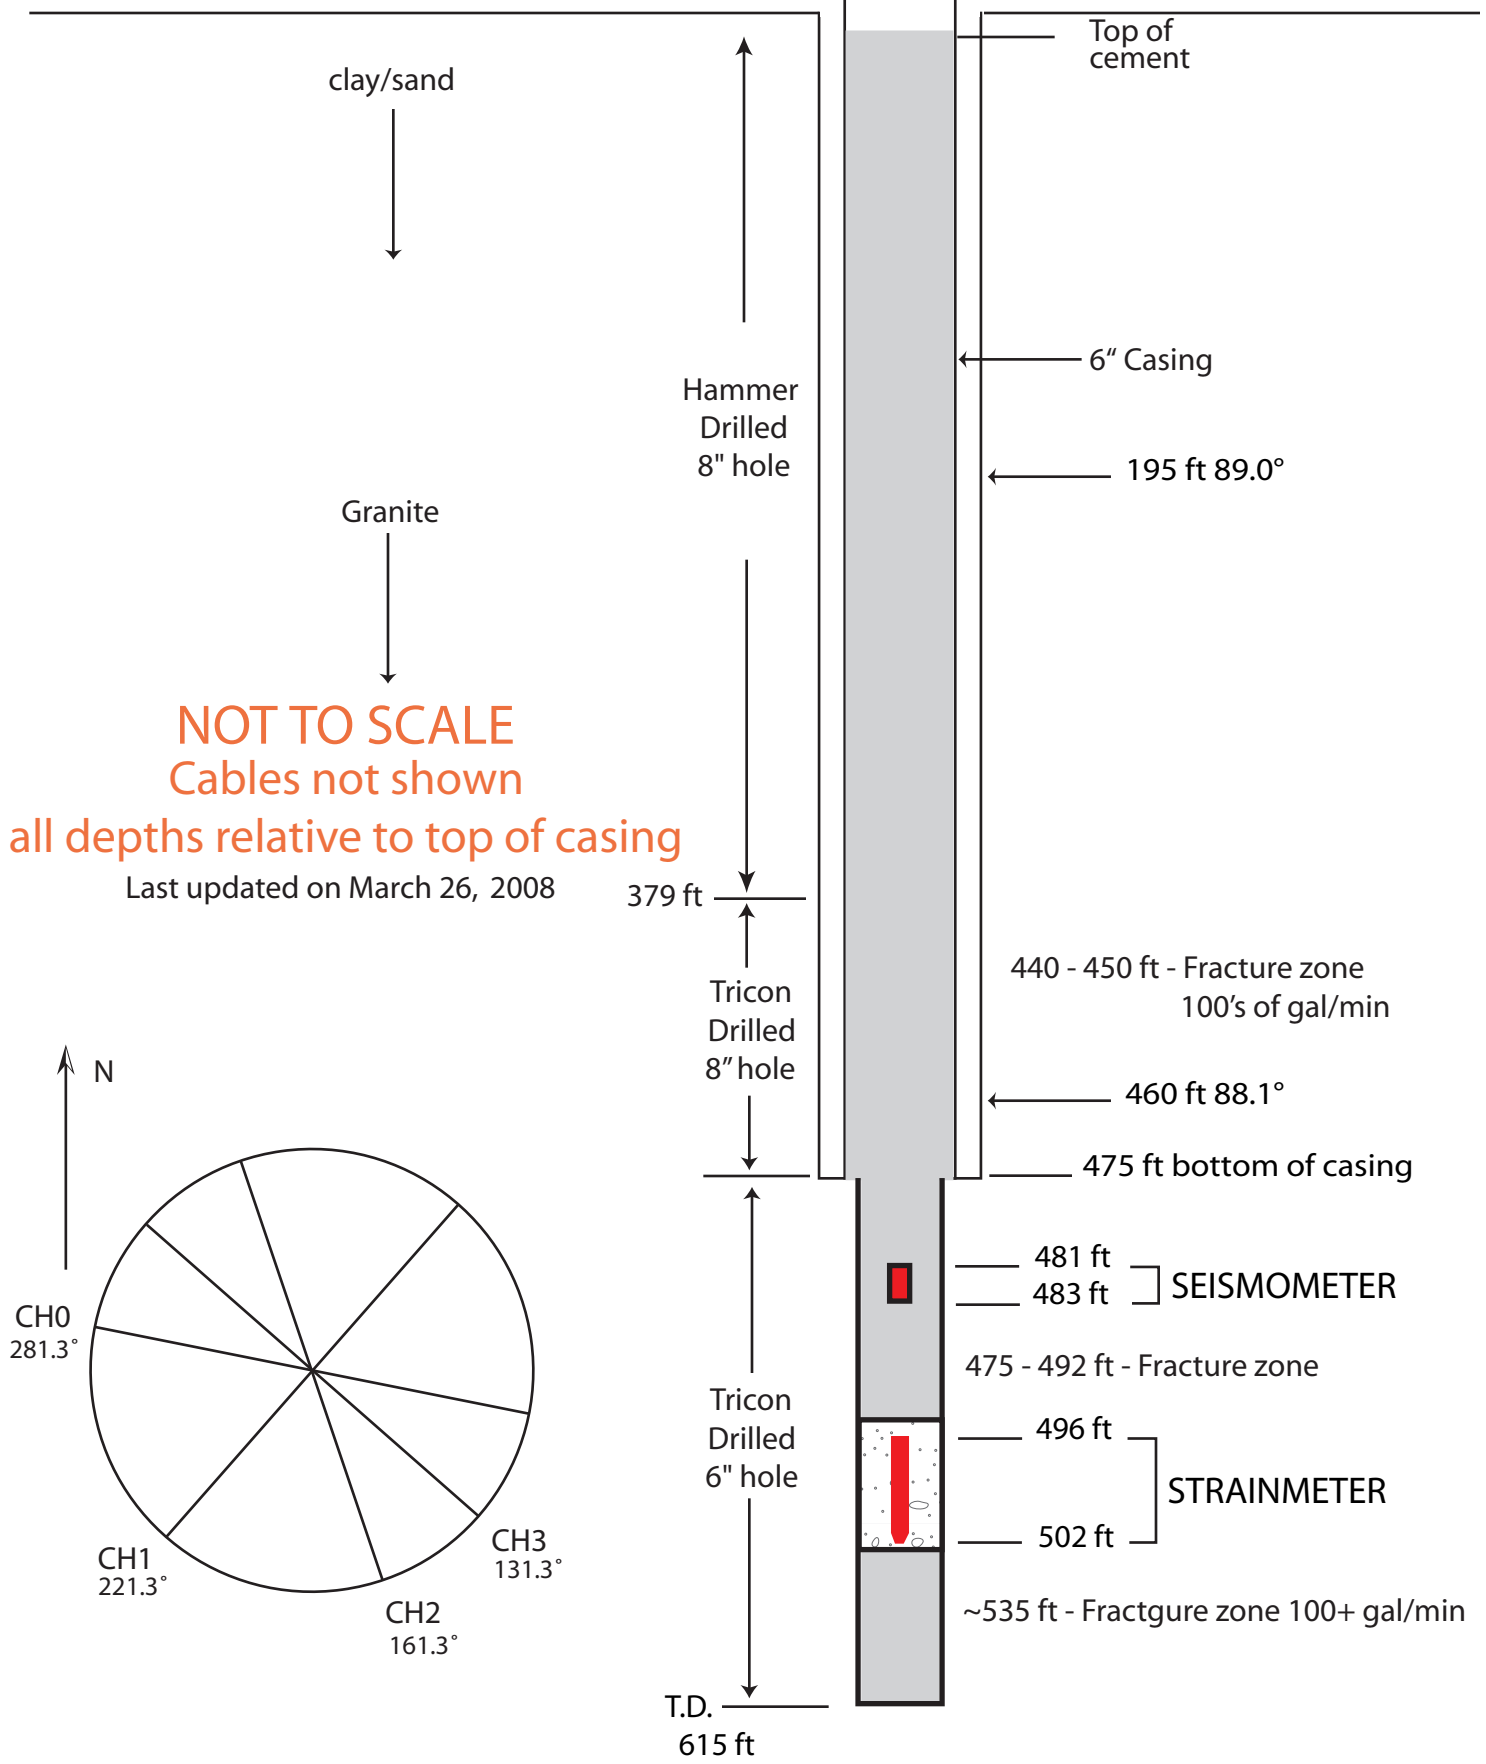 Top of
cement
clay/sand
6“ Casing
Hammer
Drilled
8" hole
195 ft 89.0°
Granite
NOT TO SCALE
Cables not shown
all depths relative to top of casing
Last updated on March 26, 2008
379 ft
440 - 450 ft - Fracture zone
100’s of gal/min
Tricon
Drilled
8” hole
N
460 ft 88.1°
475 ft bottom of casing
481 ft
483 ft
SEISMOMETER
CH0
281.3°
475 - 492 ft - Fracture zone
Tricon
Drilled
6" hole
496 ft
STRAINMETER
502 ft
CH3
131.3°
CH1
221.3°
CH2
161.3°
~535 ft - Fractgure zone 100+ gal/min
T.D.
615 ft